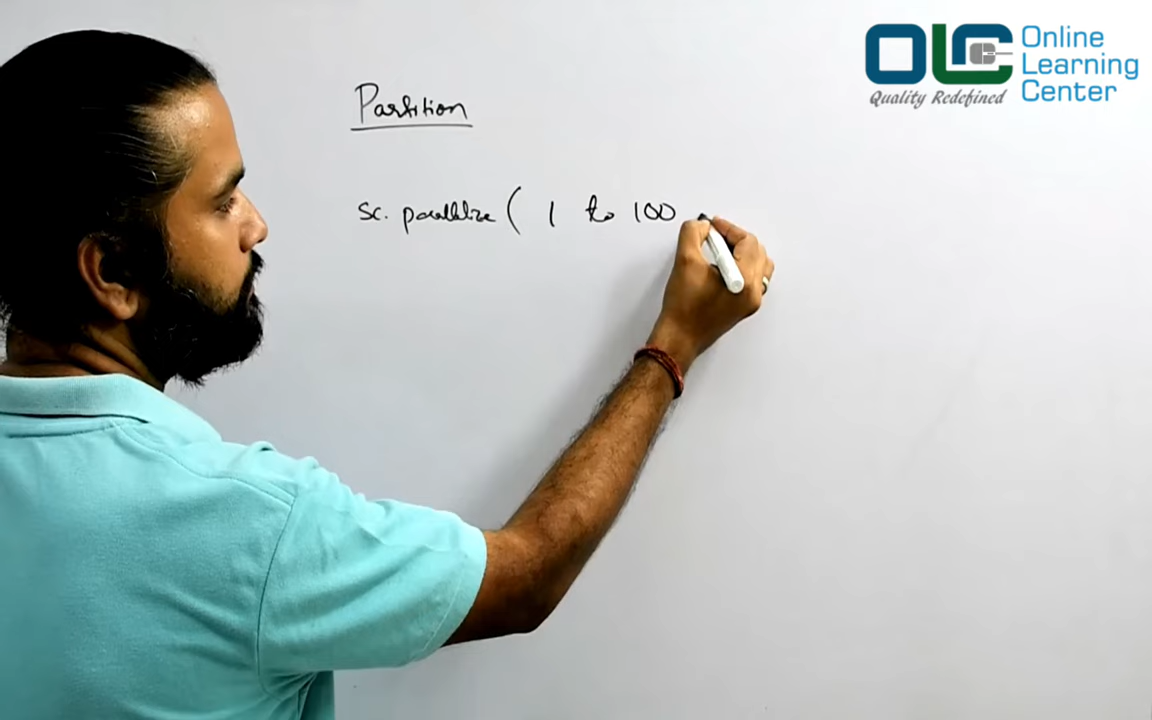 OLC Online
Learning
Center
Quality Redefined
Partition
sc. parallelize ( 1 to 100